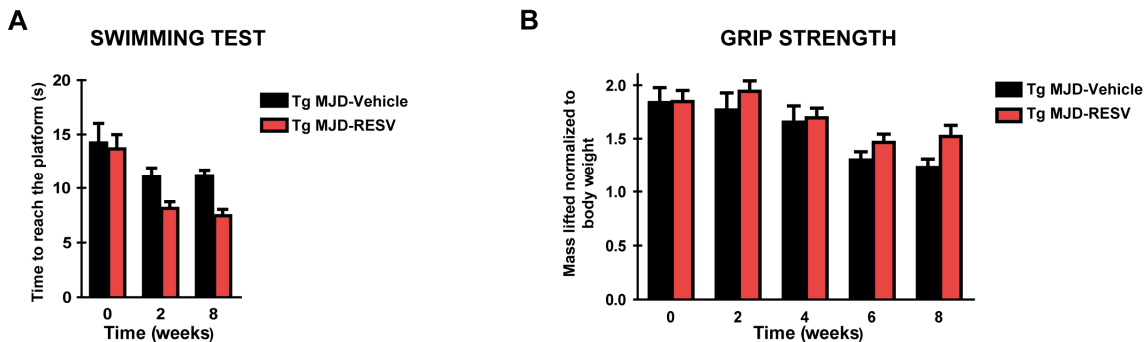 A
SWIMMING TEST
Time to reach the platform (s)
20
15
10
5
0
0 2 8
Time (weeks)
Tg MJD-Vehicle
Tg MJD-RESV
B
GRIP STRENGTH
Mass lifted normalized to
body weight
2.0
1.5
1.0
0.5
0.0
0 2 4 6 8
Time (weeks)
Tg MJD-Vehicle
Tg MJD-RESV